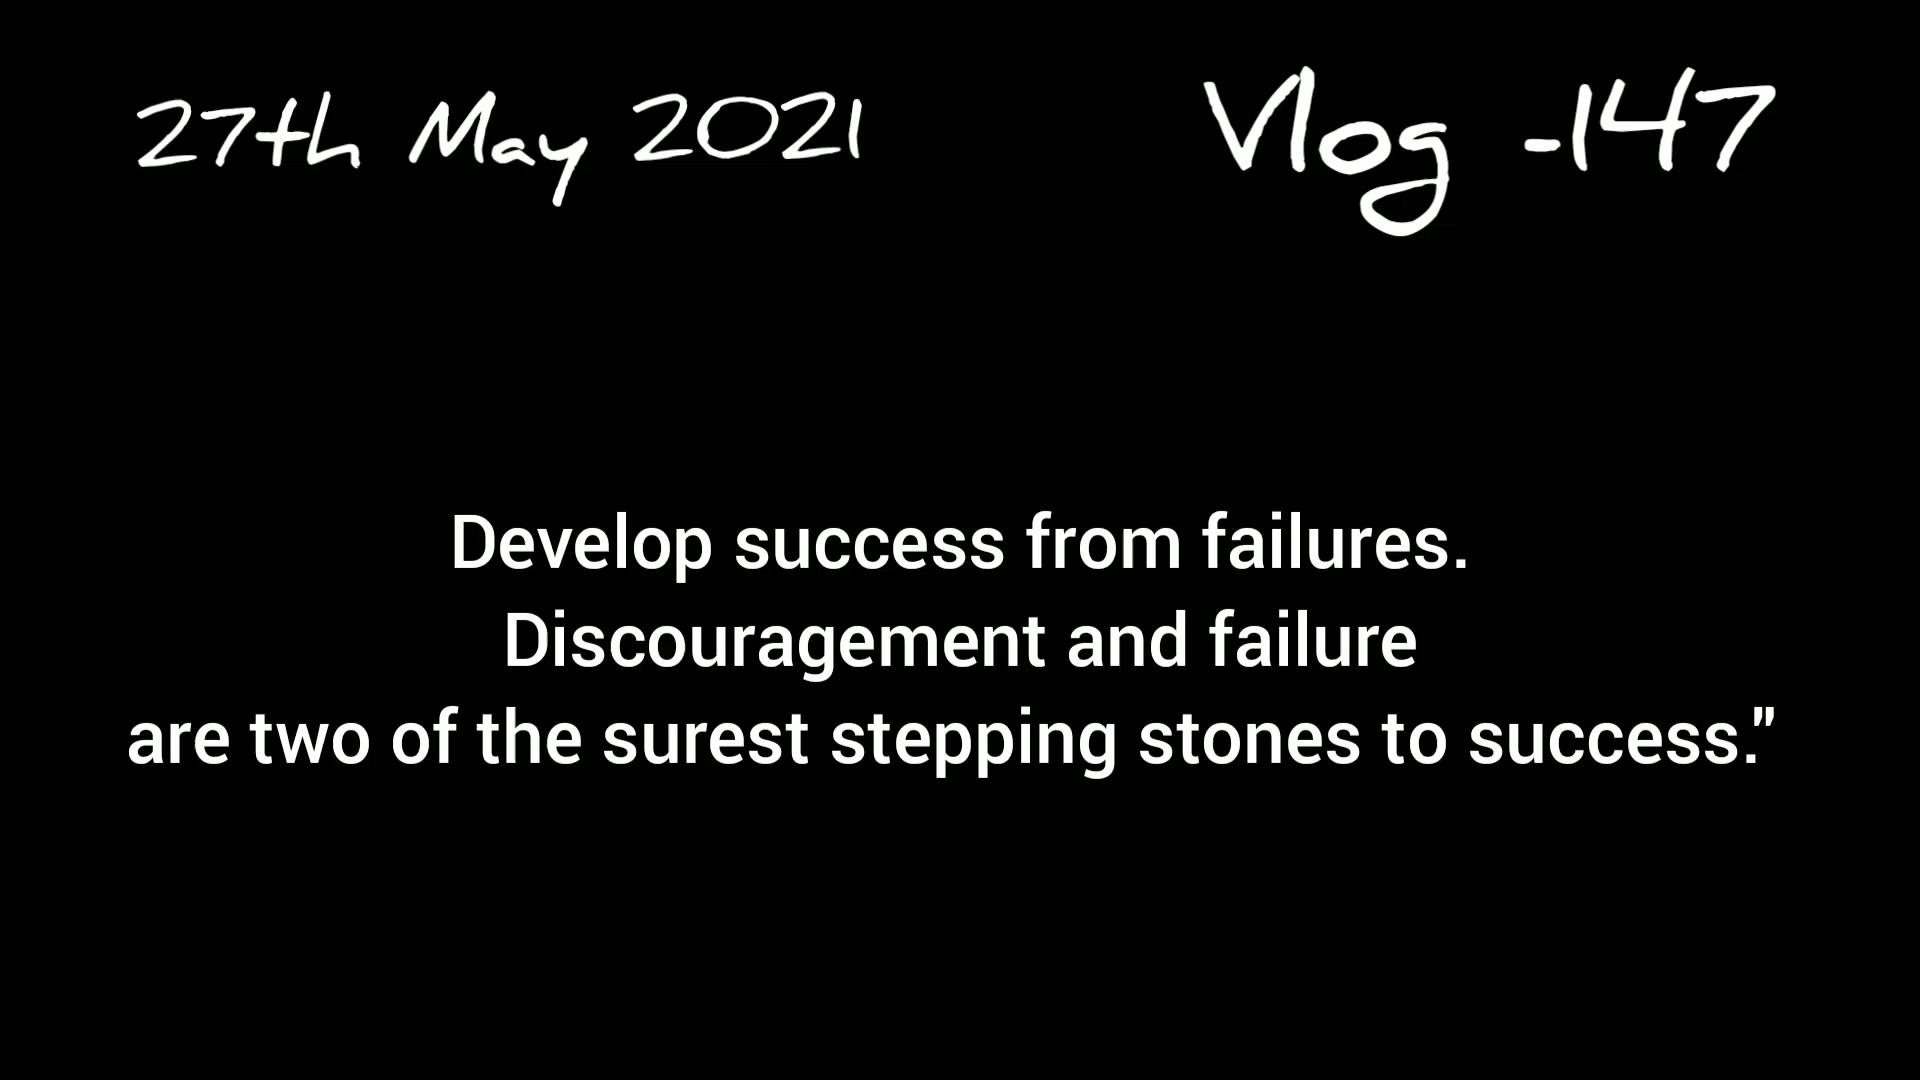 27th May 2021
Vlog -147
Develop success from failures.
Discouragement and failure
are two of the surest stepping stones to success."